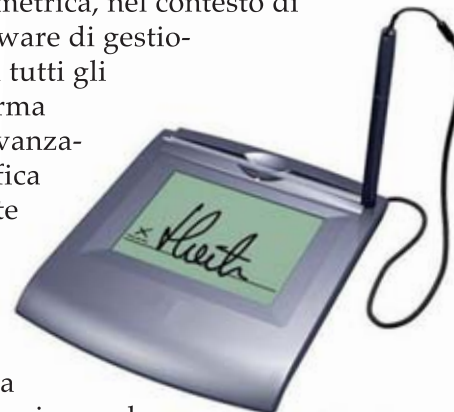 metrica, nel contesto di
ware di gestio-
tutti gli
rma
vanza-
fica
te
a
x